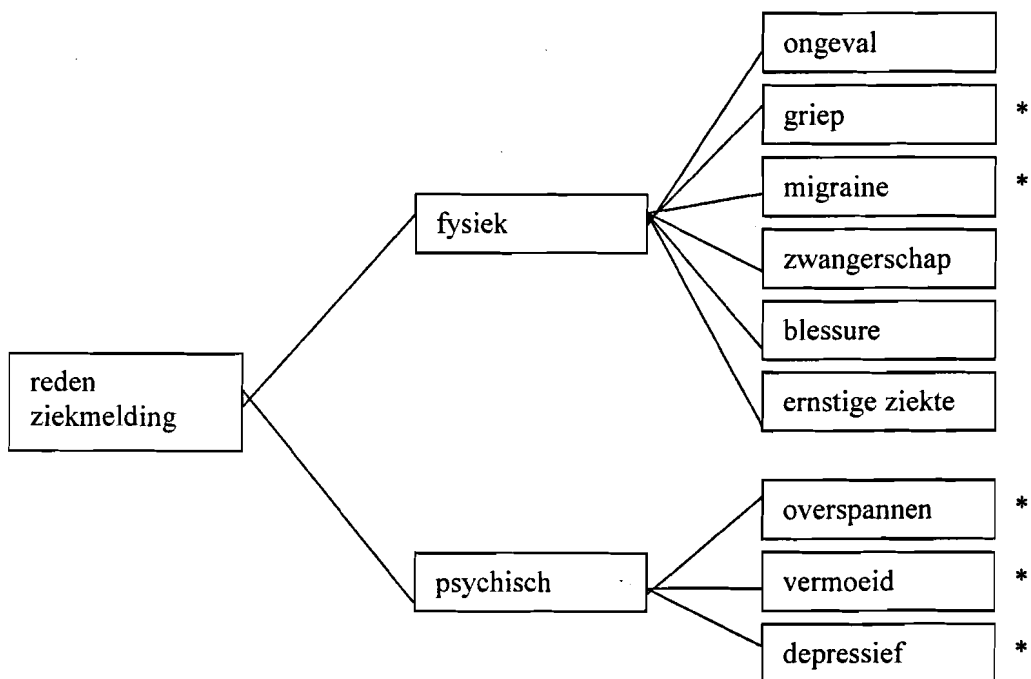 ongeval
griep *
migraine *
fysiek
zwangerschap
blessure
reden
ziekmelding
ernstige ziekte
overspannen *
psychisch
vermoeid *
depressief *